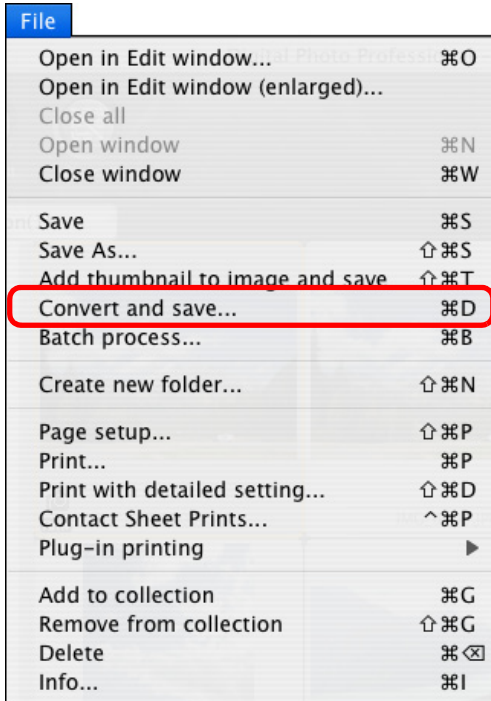 File
Open in Edit window... ⌘O
Open in Edit window (enlarged)...
Close all
Open window ⌘N
Close window ⌘W
Save ⌘S
Save As... ⇧⌘S
Add thumbnail to image and save ⇧⌘T
Convert and save... ⌘D
Batch process... ⌘B
Create new folder... ⇧⌘N
Page setup... ⇧⌘P
Print... ⌘P
Print with detailed setting... ⇧⌘D
Contact Sheet Prints... ^⌘P
Plug-in printing ▶
Add to collection ⌘G
Remove from collection ⇧⌘G
Delete ⌘⌫
Info... ⌘I